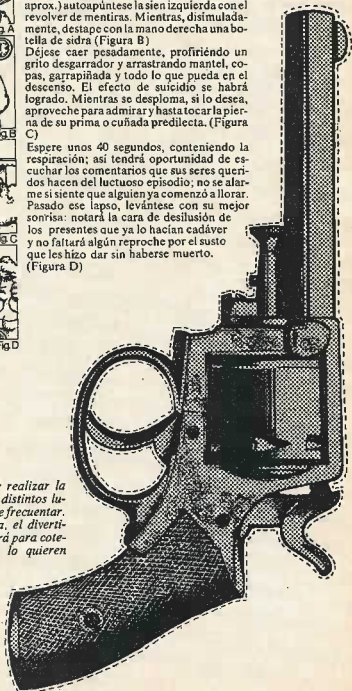 aprox.) autoapúntese la sien izquierda con el
revolver de mentiras. Mientras, disimulada-
mente, destape con la mano derecha una bo-
tella de sidra (Figura B)
Déjese caer pesadamente, profiriendo un
grito desgarrador y arrastrando mantel, co-
pas, garrapiñada y todo lo que pueda en el
descenso. El efecto de suicidio se habrá
logrado. Mientras se desploma, si lo desea,
aproveche para admirar y hasta tocar la pier-
na de su prima o cuñada predilecta. (Figura
C)
Espere unos 40 segundos, conteniendo la
respiración; así tendrá oportunidad de es-
cuchar los comentarios que sus seres queri-
dos hacen del luctuoso episodio; no se alar-
me si siente que alguien ya comenzó a llorar.
Pasado ese lapso, levántese con su mejor
sonrisa: notará la cara de desilusión de
los presentes que ya lo hacían cadáver
y no faltará algún reproche por el susto
que les hizo dar sin haberse muerto.
(Figura D)
g. A
g.B
g.C
Fig.D
realizar la
distintos lu-
e frecuentar.
a, el diverti-
rá para cote-
lo quieren